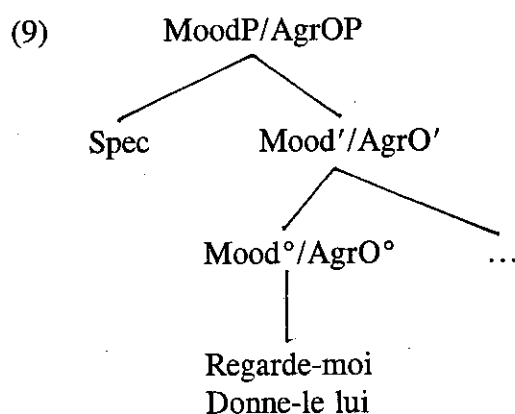 (9) MoodP/AgrOP
Spec Mood′/AgrO′
Mood°/AgrO° ...
Regarde-moi
Donne-le lui